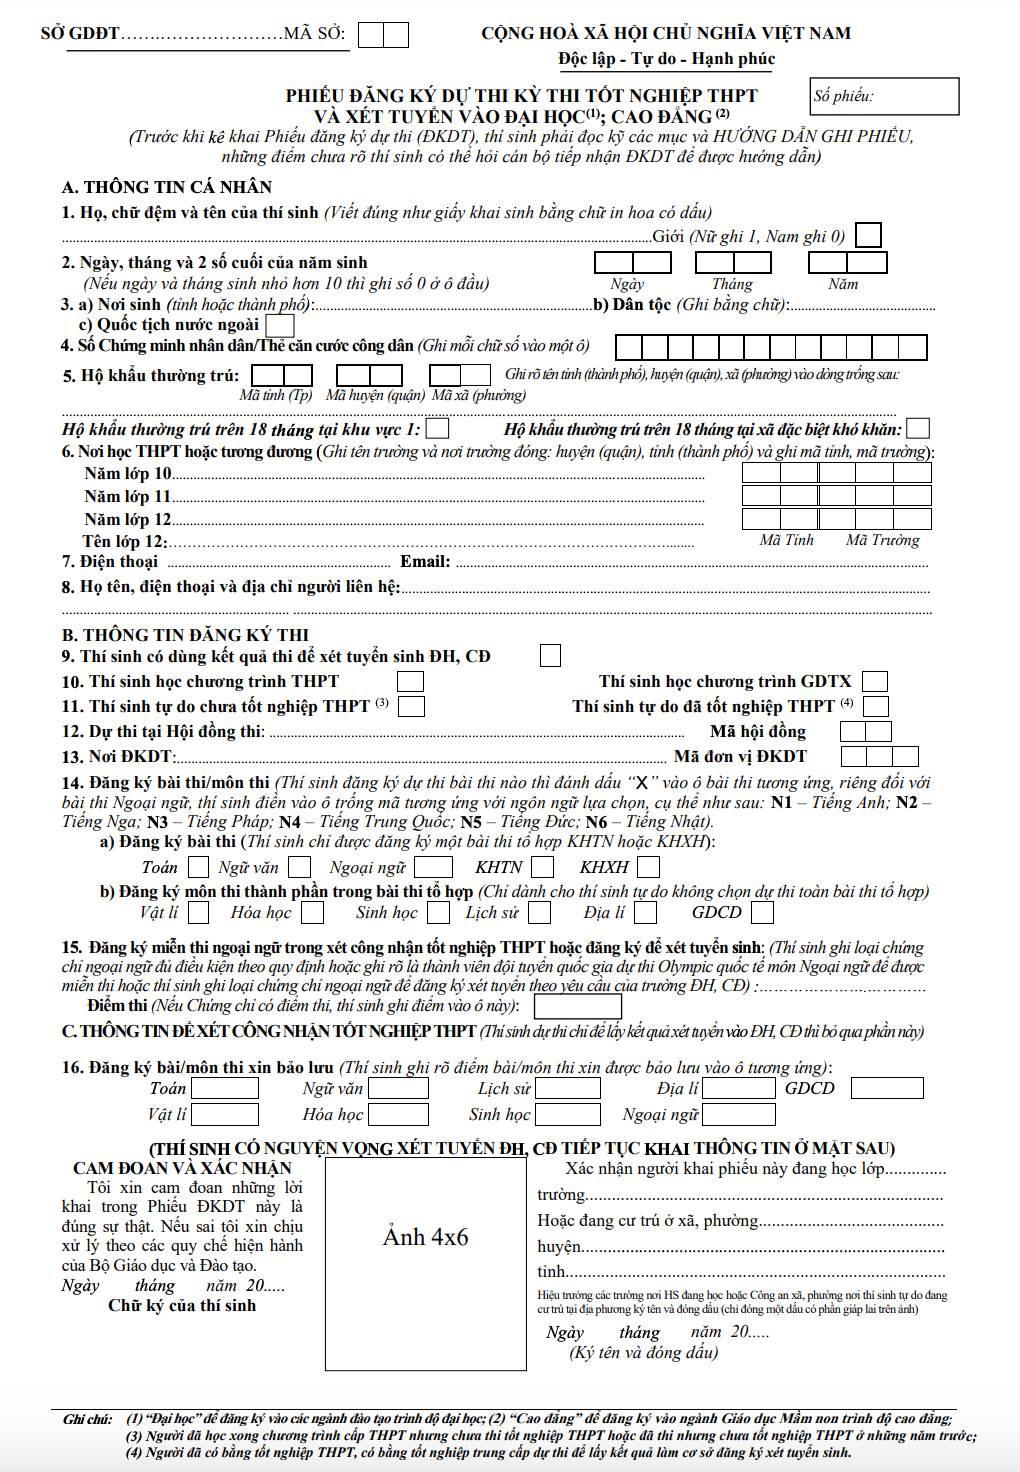 SỞ GDĐT…….…………………MÃ SỞ:
CỘNG HOÀ XÃ HỘI CHỦ NGHĨA VIỆT NAM
Độc lập - Tự do - Hạnh phúc
PHIẾU ĐĂNG KÝ DỰ THI KỲ THI TỐT NGHIỆP THPT
Số phiếu:
VÀ XÉT TUYỂN VÀO ĐẠI HỌC(1); CAO ĐẲNG (2)
(Trước khi kê khai Phiếu đăng ký dự thi (ĐKDT), thí sinh phải đọc kỹ các mục và HƯỚNG DẪN GHI PHIẾU,
những điểm chưa rõ thí sinh có thể hỏi cán bộ tiếp nhận ĐKDT để được hướng dẫn)
A. THÔNG TIN CÁ NHÂN
1. Họ, chữ đệm và tên của thí sinh (Viết đúng như giấy khai sinh bằng chữ in hoa có dấu)
....................Giới (Nữ ghi 1, Nam ghi 0)
2. Ngày, tháng và 2 số cuối của năm sinh
(Nếu ngày và tháng sinh nhỏ hơn 10 thì ghi số 0 ở ô đầu) Ngày Tháng Năm
3. a) Nơi sinh (tỉnh hoặc thành phố):....................b) Dân tộc (Ghi bằng chữ):....................
c) Quốc tịch nước ngoài
4. Số Chứng minh nhân dân/Thẻ căn cước công dân (Ghi mỗi chữ số vào một ô)
5. Hộ khẩu thường trú: Ghi rõ tên tỉnh (thành phố), huyện (quận), xã (phường) vào dòng trống sau:
Mã tỉnh (Tp) Mã huyện (quận) Mã xã (phường)
....................
Hộ khẩu thường trú trên 18 tháng tại khu vực 1: Hộ khẩu thường trú trên 18 tháng tại xã đặc biệt khó khăn:
6. Nơi học THPT hoặc tương đương (Ghi tên trường và nơi trường đóng: huyện (quận), tỉnh (thành phố) và ghi mã tỉnh, mã trường):
Năm lớp 10....................
Năm lớp 11....................
Năm lớp 12....................
Tên lớp 12:.................... Mã Tỉnh Mã Trường
7. Điện thoại .................... Email: ....................
8. Họ tên, điện thoại và địa chỉ người liên hệ:....................
.................... ....................
B. THÔNG TIN ĐĂNG KÝ THI
9. Thí sinh có dùng kết quả thi để xét tuyển sinh ĐH, CĐ
10. Thí sinh học chương trình THPT Thí sinh học chương trình GDTX
11. Thí sinh tự do chưa tốt nghiệp THPT (3) Thí sinh tự do đã tốt nghiệp THPT (4)
12. Dự thi tại Hội đồng thi: .................... Mã hội đồng
13. Nơi ĐKDT:.................... Mã đơn vị ĐKDT
14. Đăng ký bài thi/môn thi (Thí sinh đăng ký dự thi bài thi nào thì đánh dấu “X” vào ô bài thi tương ứng, riêng đối với
bài thi Ngoại ngữ, thí sinh điền vào ô trống mã tương ứng với ngôn ngữ lựa chọn, cụ thể như sau: N1 – Tiếng Anh; N2 –
Tiếng Nga; N3 – Tiếng Pháp; N4 – Tiếng Trung Quốc; N5 – Tiếng Đức; N6 – Tiếng Nhật).
a) Đăng ký bài thi (Thí sinh chỉ được đăng ký một bài thi tổ hợp KHTN hoặc KHXH):
Toán Ngữ văn Ngoại ngữ KHTN KHXH
b) Đăng ký môn thi thành phần trong bài thi tổ hợp (Chỉ dành cho thí sinh tự do không chọn dự thi toàn bài thi tổ hợp)
Vật lí Hóa học Sinh học Lịch sử Địa lí GDCD
15. Đăng ký miễn thi ngoại ngữ trong xét công nhận tốt nghiệp THPT hoặc đăng ký để xét tuyển sinh: (Thí sinh ghi loại chứng
chỉ ngoại ngữ đủ điều kiện theo quy định hoặc ghi rõ là thành viên đội tuyển quốc gia dự thi Olympic quốc tế môn Ngoại ngữ để được
miễn thi hoặc thí sinh ghi loại chứng chỉ ngoại ngữ để đăng ký xét tuyển theo yêu cầu của trường ĐH, CĐ) :....................
Điểm thi (Nếu Chứng chỉ có điểm thi, thí sinh ghi điểm vào ô này):
C. THÔNG TIN ĐỂ XÉT CÔNG NHẬN TỐT NGHIỆP THPT (Thí sinh dự thi chỉ để lấy kết quả xét tuyển vào ĐH, CĐ thì bỏ qua phần này)
16. Đăng ký bài/môn thi xin bảo lưu (Thí sinh ghi rõ điểm bài/môn thi xin được bảo lưu vào ô tương ứng):
Toán Ngữ văn Lịch sử Địa lí GDCD
Vật lí Hóa học Sinh học Ngoại ngữ
(THÍ SINH CÓ NGUYỆN VỌNG XÉT TUYỂN ĐH, CĐ TIẾP TỤC KHAI THÔNG TIN Ở MẶT SAU)
CAM ĐOAN VÀ XÁC NHẬN
Tôi xin cam đoan những lời
khai trong Phiếu ĐKDT này là
đúng sự thật. Nếu sai tôi xin chịu
xử lý theo các quy chế hiện hành
của Bộ Giáo dục và Đào tạo.
Ngày tháng năm 20.....
Chữ ký của thí sinh
Ảnh 4x6
Xác nhận người khai phiếu này đang học lớp..............
trường....................
Hoặc đang cư trú ở xã, phường....................
huyện....................
tỉnh....................
Hiệu trưởng các trường nơi HS đang học hoặc Công an xã, phường nơi thí sinh tự do đang
cư trú tại địa phương ký tên và đóng dấu (chỉ đóng một dấu có phần giáp lai trên ảnh)
Ngày tháng năm 20.....
(Ký tên và đóng dấu)
Ghi chú: (1) “Đại học” để đăng ký vào các ngành đào tạo trình độ đại học; (2) “Cao đẳng” để đăng ký vào ngành Giáo dục Mầm non trình độ cao đẳng;
(3) Người đã học xong chương trình cấp THPT nhưng chưa thi tốt nghiệp THPT hoặc đã thi nhưng chưa tốt nghiệp THPT ở những năm trước;
(4) Người đã có bằng tốt nghiệp THPT, có bằng tốt nghiệp trung cấp dự thi để lấy kết quả làm cơ sở đăng ký xét tuyển sinh.